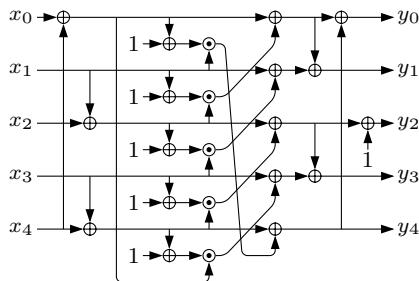 x₀ y₀
1
x₁ y₁
1
x₂ y₂
1 1
x₃ y₃
1
x₄ y₄
1